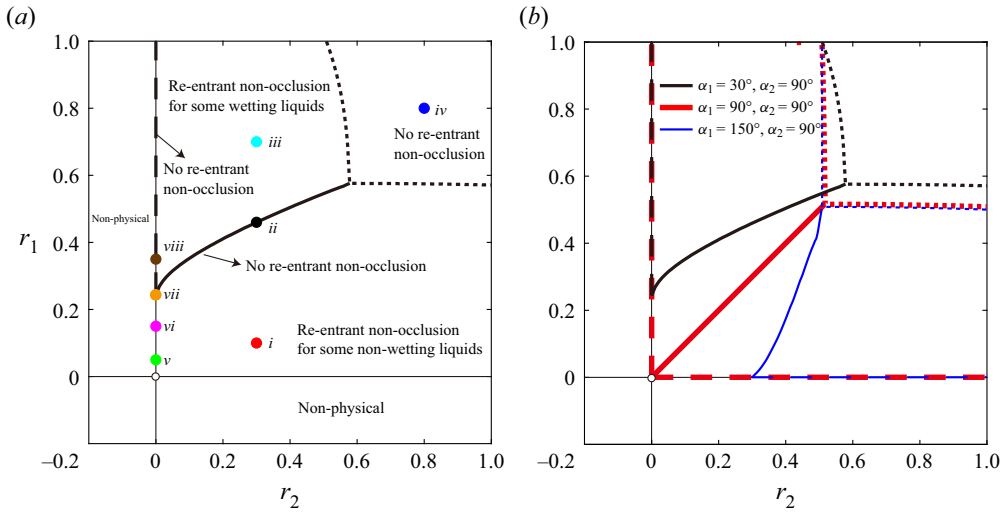 (a)
1.0
0.8
0.6
0.4
0.2
0
–0.2
r1
Re-entrant non-occlusion
for some wetting liquids
iv
No re-entrant
non-occlusion
iii
No re-entrant
non-occlusion
Non-physical
ii
viii
No re-entrant non-occlusion
vii
vi
Re-entrant non-occlusion
for some non-wetting liquids
i
v
Non-physical
0 0.2 0.4 0.6 0.8 1.0
r2
(b)
1.0
0.8
0.6
0.4
0.2
0
–0.2
α1 = 30°, α2 = 90°
α1 = 90°, α2 = 90°
α1 = 150°, α2 = 90°
0 0.2 0.4 0.6 0.8 1.0
r2